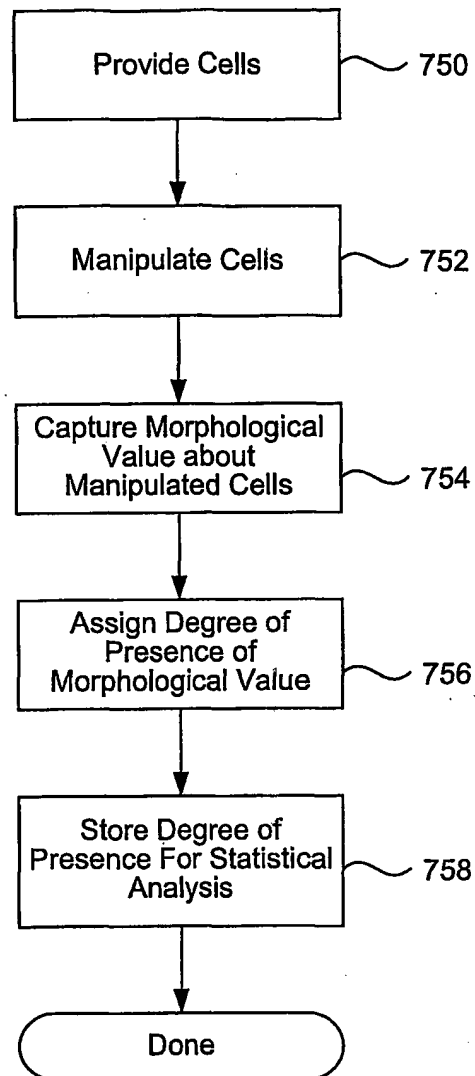 Provide Cells
750
Manipulate Cells
752
Capture Morphological
Value about
Manipulated Cells
754
Assign Degree of
Presence of
Morphological Value
756
Store Degree of
Presence For Statistical
Analysis
758
Done